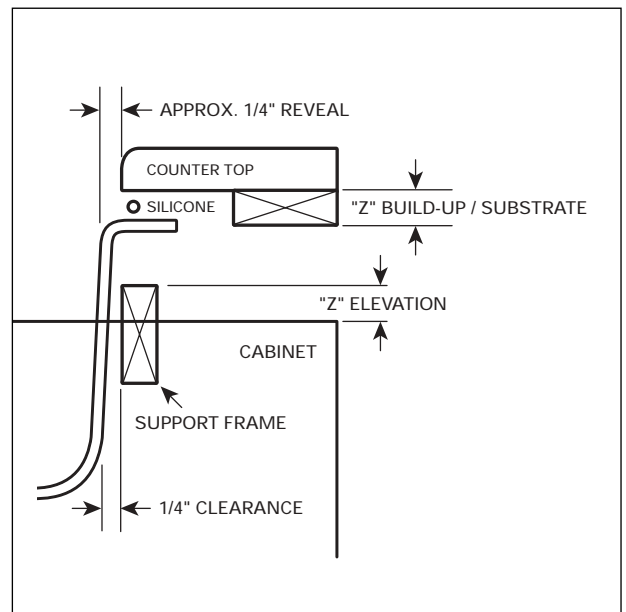 APPROX. 1/4" REVEAL
COUNTER TOP
SILICONE
"Z" BUILD-UP / SUBSTRATE
"Z" ELEVATION
CABINET
SUPPORT FRAME
1/4" CLEARANCE